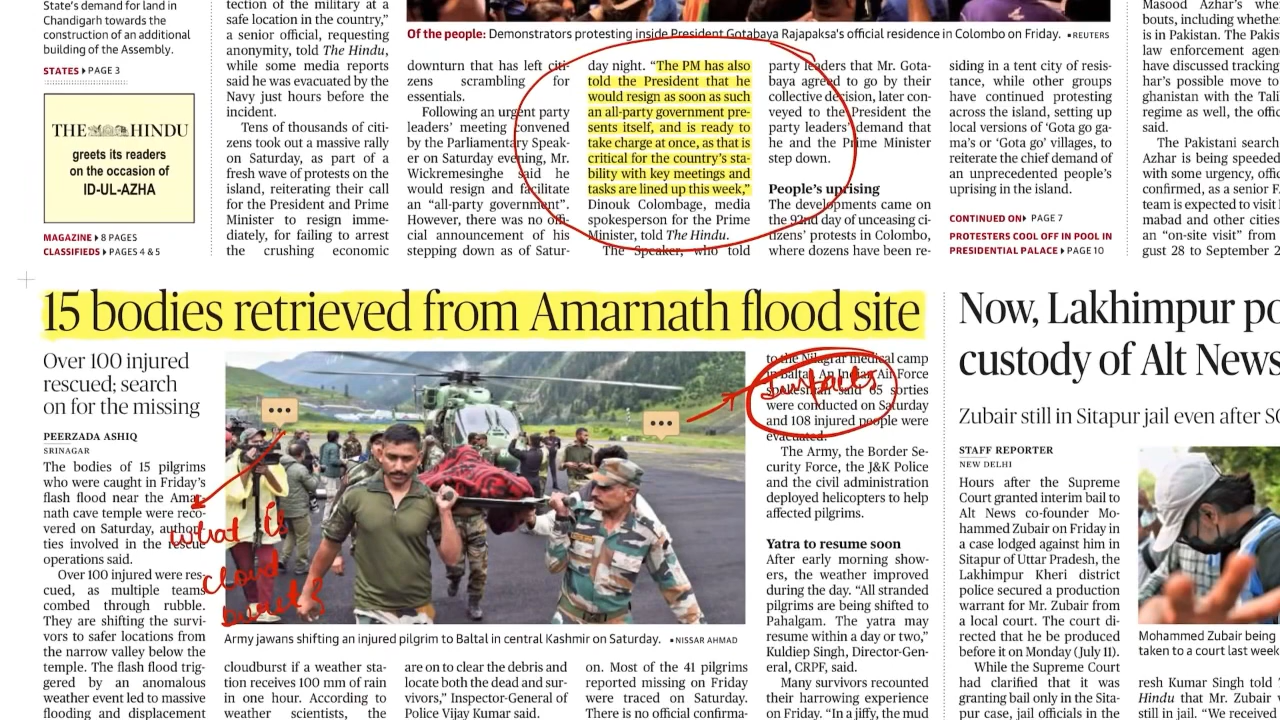 State's demand for land in
Chandigarh towards the
construction of an additional
building of the Assembly.
STATES PAGE 3
THE HINDU
greets its readers
on the occasion of
ID-UL-AZHA
MAGAZINE 8 PAGES
CLASSIFIEDS PAGES 4 & 5
tection of the military at a
safe location in the country,"
a senior official, requesting
anonymity, told The Hindu,
while some media reports
said he was evacuated by the
Navy just hours before the
incident.
Tens of thousands of citi-
zens took out a massive rally
on Saturday, as part of a
fresh wave of protests on the
island, reiterating their call
for the President and Prime
Minister to resign imme-
diately, for failing to arrest
the crushing economic
Of the people: Demonstrators protesting inside President Gotabaya Rajapaksa's official residence in Colombo on Friday. ▪ REUTERS
downturn that has left citi-
zens scrambling for
essentials.
Following an urgent party
leaders' meeting convened
by the Parliamentary Speak-
er on Saturday evening, Mr.
Wickremesinghe said he
would resign and facilitate
an "all-party government".
However, there was no offi-
cial announcement of his
stepping down as of Satur-
day night. "The PM has also
told the President that he
would resign as soon as such
an all-party government pre-
sents itself, and is ready to
take charge at once, as that is
critical for the country's sta-
bility with key meetings and
tasks are lined up this week,"
Dinouk Colombage, media
spokesperson for the Prime
Minister, told The Hindu.
The Speaker, who told
party leaders that Mr. Gota-
baya agreed to go by their
collective decision, later con-
veyed to the President the
party leaders' demand that
he and the Prime Minister
step down.
People's uprising
The developments came on
the 92nd day of unceasing ci-
tizens' protests in Colombo,
where dozens have been re-
siding in a tent city of resis-
tance, while other groups
have continued protesting
across the island, setting up
local versions of 'Gota go ga-
ma's or 'Gota go' villages, to
reiterate the chief demand of
an unprecedented people's
uprising in the island.
CONTINUED ON PAGE 7
PROTESTERS COOL OFF IN POOL IN
PRESIDENTIAL PALACE PAGE 10
Masood Azhar's
bouts, including
is in Pakistan. The
law enforcement
have discussed
har's possible move to
ghanistan with the
regime as well, the
said.
The Pakistani search
Azhar is being
with some urgency,
confirmed, as a senior
team is expected to visit
mabad and other
an "on-site visit" from
gust 28 to September
15 bodies retrieved from Amarnath flood site
Over 100 injured
rescued; search
on for the missing
PEERZADA ASHIQ
SRINAGAR
The bodies of 15 pilgrims
who were caught in Friday's
flash flood near the Amar-
nath cave temple were reco-
vered on Saturday, authori-
ties involved in the rescue
operations said.
Over 100 injured were res-
cued, as multiple teams
combed through rubble.
They are shifting the survi-
vors to safer locations from
the narrow valley below the
temple. The flash flood trig-
gered by an anomalous
weather event led to massive
flooding and displacement
what is
cloud
burst?
Army jawans shifting an injured pilgrim to Baltal in central Kashmir on Saturday. ▪ NISSAR AHMAD
cloudburst if a weather sta-
tion receives 100 mm of rain
in one hour. According to
weather scientists, the
are on to clear the debris and
locate both the dead and sur-
vivors," Inspector-General of
Police Vijay Kumar said.
on. Most of the 41 pilgrims
reported missing on Friday
were traced on Saturday.
There is no official confirma-
to the Nilagrar medical camp
in Baltal. An Indian Air Force
spokesman said 65 sorties
were conducted on Saturday
and 108 injured people were
evacuated.
The Army, the Border Se-
curity Force, the J&K Police
and the civil administration
deployed helicopters to help
affected pilgrims.
Yatra to resume soon
After early morning show-
ers, the weather improved
during the day. "All stranded
pilgrims are being shifted to
Pahalgam. The yatra may
resume within a day or two,"
Kuldiep Singh, Director-Gen-
eral, CRPF, said.
Many survivors recounted
their harrowing experience
on Friday. "In a jiffy, the mud
Now, Lakhimpur
custody of Alt News
Zubair still in Sitapur jail even after
STAFF REPORTER
NEW DELHI
Hours after the Supreme
Court granted interim bail to
Alt News co-founder Mo-
hammed Zubair on Friday in
a case lodged against him in
Sitapur of Uttar Pradesh, the
Lakhimpur Kheri district
police secured a production
warrant for Mr. Zubair from
a local court. The court di-
rected that he be produced
before it on Monday (July 11).
While the Supreme Court
had clarified that it was
granting bail only in the Sita-
pur case, jail officials in the
Mohammed Zubair being
taken to a court last week
resh Kumar Singh told
Hindu that Mr. Zubair
still in jail. "We received